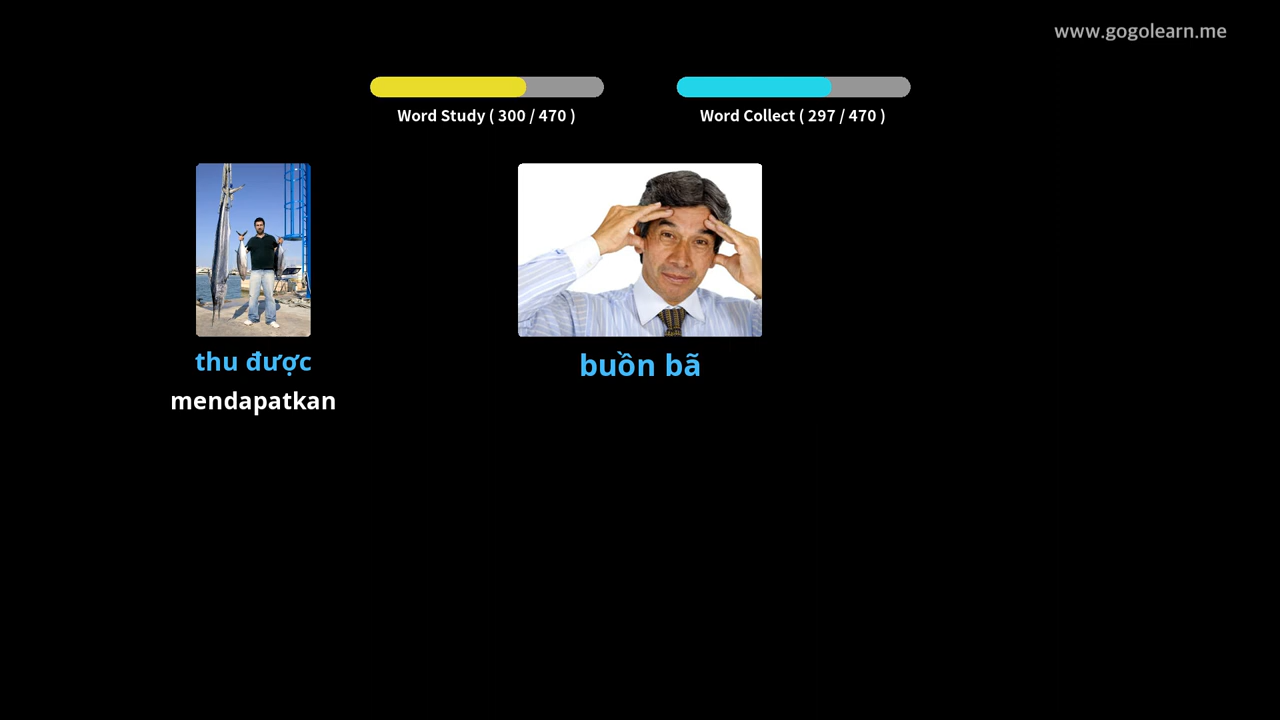 www.gogolearn.me
Word Study ( 300 / 470 )
Word Collect ( 297 / 470 )
thu được
mendapatkan
buồn bã